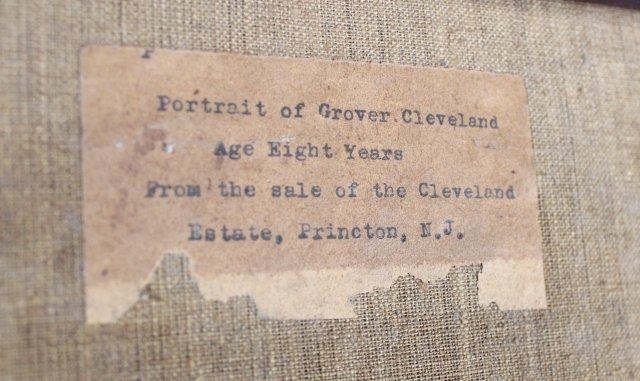 Portrait of Grover Cleveland
Age Eight Years
From the sale of the Cleveland
Estate, Princton, N.J.